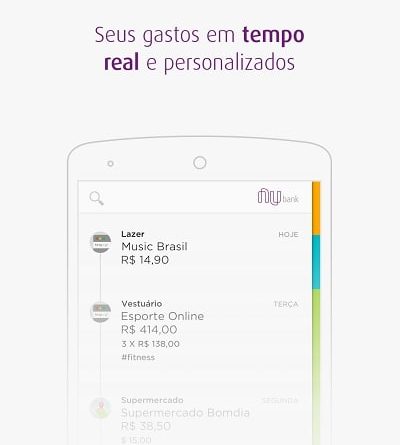 Seus gastos em tempo
real e personalizados
nu bank
Lazer HOJE
Music Brasil
R$ 14,90
Vestuário TERÇA
Esporte Online
R$ 414,00
3 X R$ 138,00
#fitness
Supermercado SEGUNDA
Supermercado Bomdia
R$ 38,50
$ 15,00